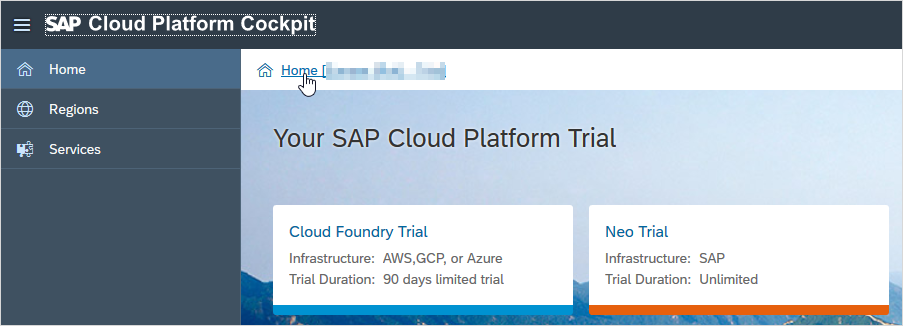 SAP Cloud Platform Cockpit
Home
Regions
Services
Home [
Your SAP Cloud Platform Trial
Cloud Foundry Trial
Infrastructure: AWS,GCP, or Azure
Trial Duration: 90 days limited trial
Neo Trial
Infrastructure: SAP
Trial Duration: Unlimited